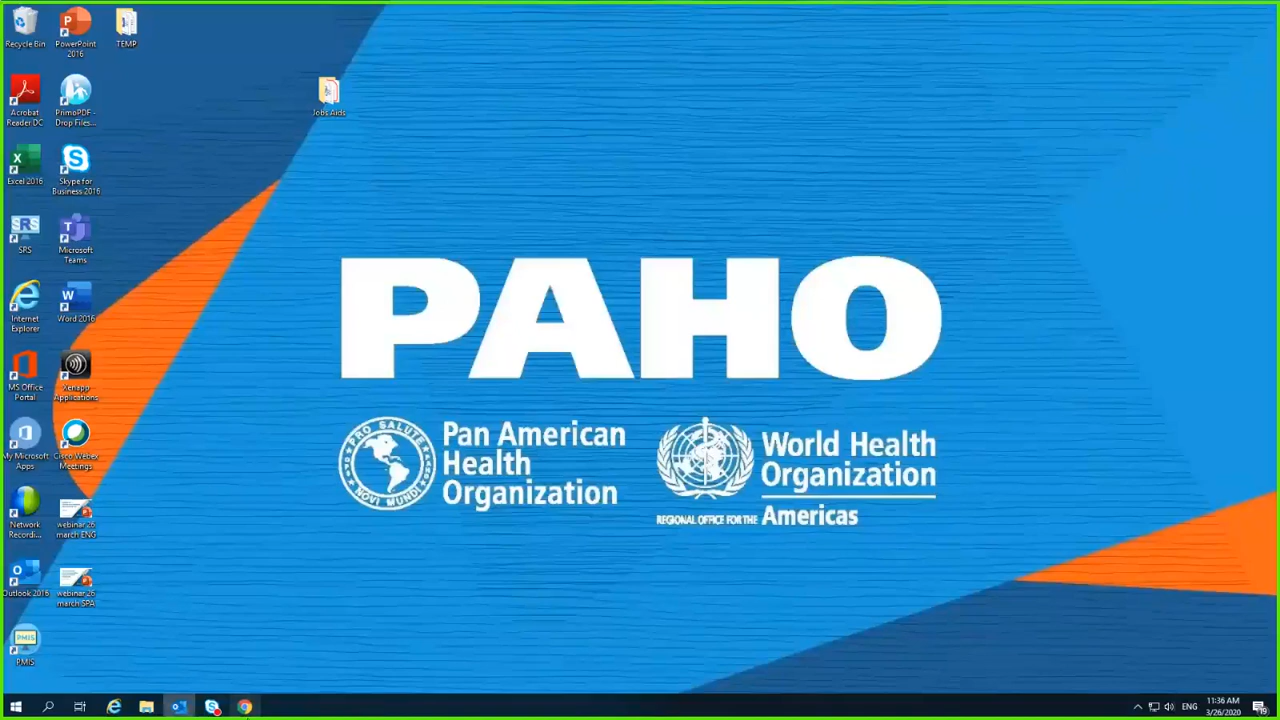 Recycle Bin
PowerPoint
2016
TEMP
Acrobat
Reader DC
PrimoPDF -
Drop Files...
Jobs Aids
Excel 2016
Skype for
Business 2016
SRS
SRS
Microsoft
Teams
Internet
Explorer
Word 2016
MS Office
Portal
Xenapp
Applications
My Microsoft
Apps
Cisco Webex
Meetings
Network
Recordi...
webinar 26
march ENG
Outlook 2016
webinar 26
march SPA
PMIS
PMIS
PAHO
PRO SALUTE
NOVI MUNDI
Pan American
Health
Organization
World Health
Organization
REGIONAL OFFICE FOR THE Americas
ENG
11:36 AM
3/26/2020
19